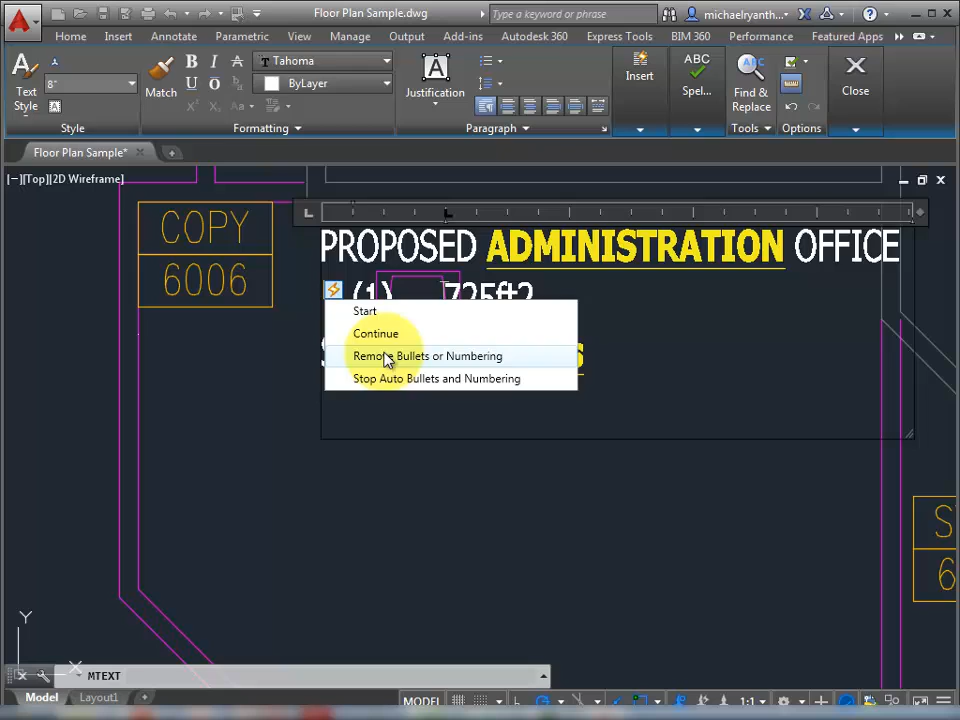 Floor Plan Sample.dwg
Type a keyword or phrase
michaelryanth...
Home Insert Annotate Parametric View Manage Output Add-ins Autodesk 360 Express Tools BIM 360 Performance Featured Apps
Text Style
8"
Match
B I A
U O
Tahoma
ByLayer
Justification
Insert
ABC
Spel...
Find & Replace
Close
Style
Formatting
Paragraph
Tools
Options
Floor Plan Sample*
[−][Top][2D Wireframe]
COPY
6006
PROPOSED ADMINISTRATION OFFICE
(1) 725ft2
Start
Continue
Remove Bullets or Numbering
Stop Auto Bullets and Numbering
Y
X
MTEXT
Model Layout1
MODEL
1:1